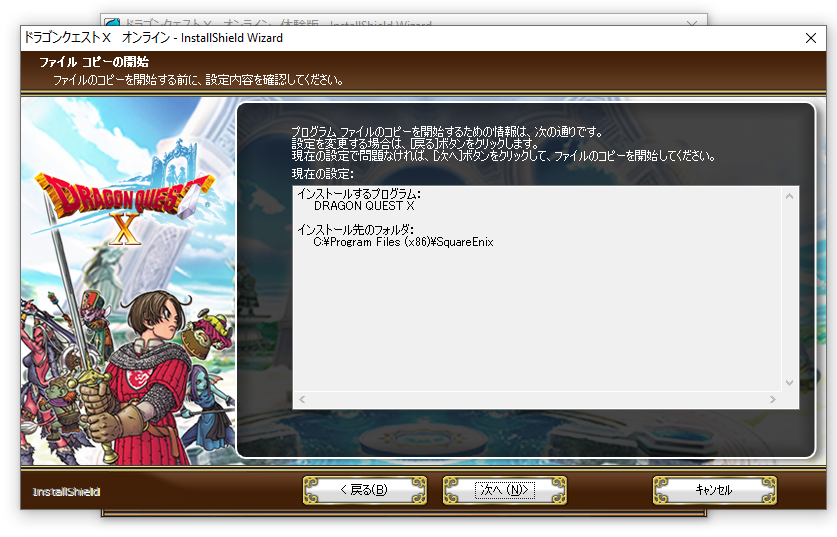 ドラゴンクエストX オンライン 体験版 - InstallShield Wizard
ドラゴンクエストX オンライン - InstallShield Wizard
ファイル コピーの開始
ファイルのコピーを開始する前に、設定内容を確認してください。
プログラム ファイルのコピーを開始するための情報は、次の通りです。
設定を変更する場合は、[戻る]ボタンをクリックします。
現在の設定で問題なければ、[次へ]ボタンをクリックして、ファイルのコピーを開始してください。
現在の設定:
DRAGON QUEST
X
インストールするプログラム:
DRAGON QUEST X
インストール先のフォルダ:
C:¥Program Files (x86)¥SquareEnix
InstallShield
< 戻る(B)
次へ (N)>
キャンセル